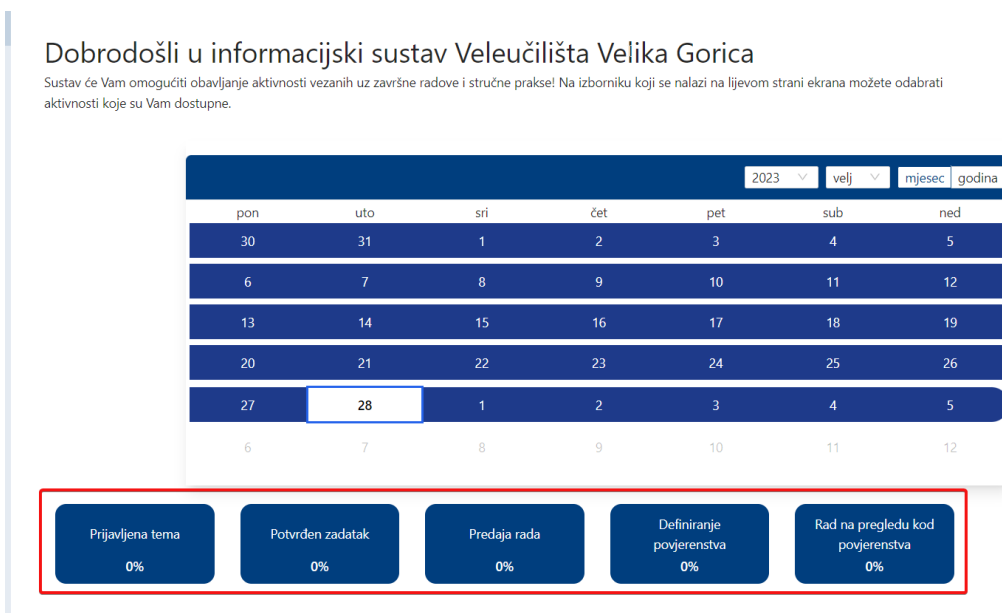 Dobrodošli u informacijski sustav Veleučilišta Velika Gorica
Sustav će Vam omogućiti obavljanje aktivnosti vezanih uz završne radove i stručne prakse! Na izborniku koji se nalazi na lijevom strani ekrana možete odabrati
aktivnosti koje su Vam dostupne.
2023 velj mjesec godina
pon uto sri čet pet sub ned
30 31 1 2 3 4 5
6 7 8 9 10 11 12
13 14 15 16 17 18 19
20 21 22 23 24 25 26
27 28 1 2 3 4 5
6 7 8 9 10 11 12
Prijavljena tema
0%
Potvrđen zadatak
0%
Predaja rada
0%
Definiranje
povjerenstva
0%
Rad na pregledu kod
povjerenstva
0%